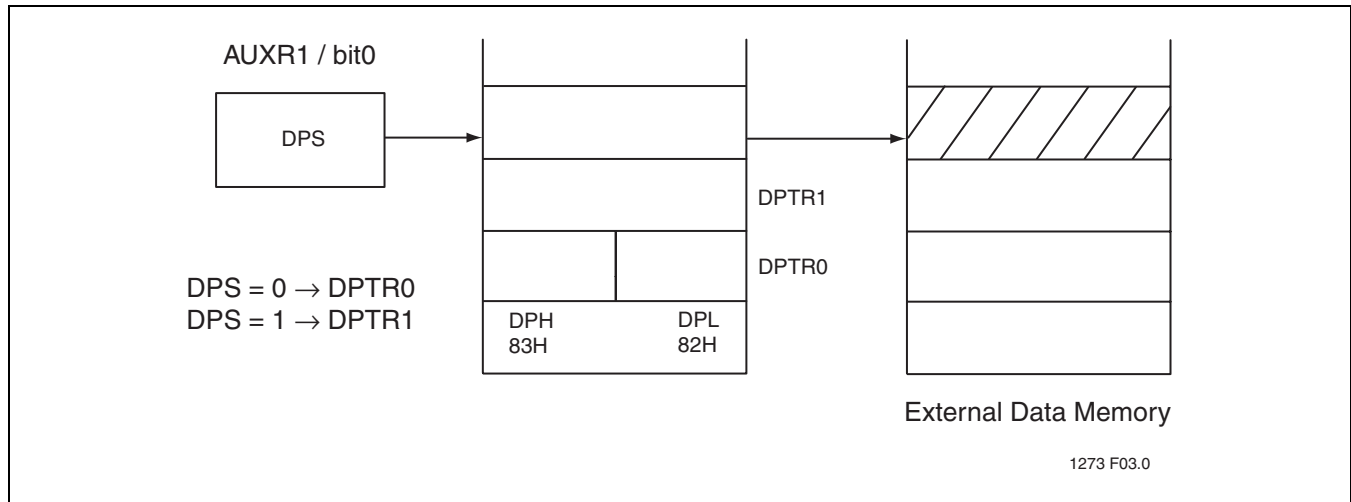 AUXR1 / bit0
DPS
DPTR1
DPTR0
DPS = 0 → DPTR0
DPS = 1 → DPTR1
DPH DPL
83H 82H
External Data Memory
1273 F03.0